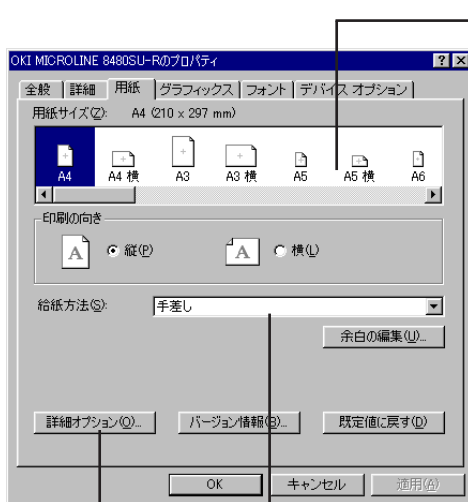 OKI MICROLINE 8480SU-Rのプロパティ
全般 詳細 用紙 グラフィックス フォント デバイス オプション
用紙サイズ(Z): A4 (210 x 297 mm)
A4 A4 横 A3 A3 横 A5 A5 横 A6
印刷の向き
A 縦(P) A 横(L)
給紙方法(S): 手差し
余白の編集(U)...
詳細オプション(O)... バージョン情報(B)... 既定値に戻す(D)
OK キャンセル 適用(A)